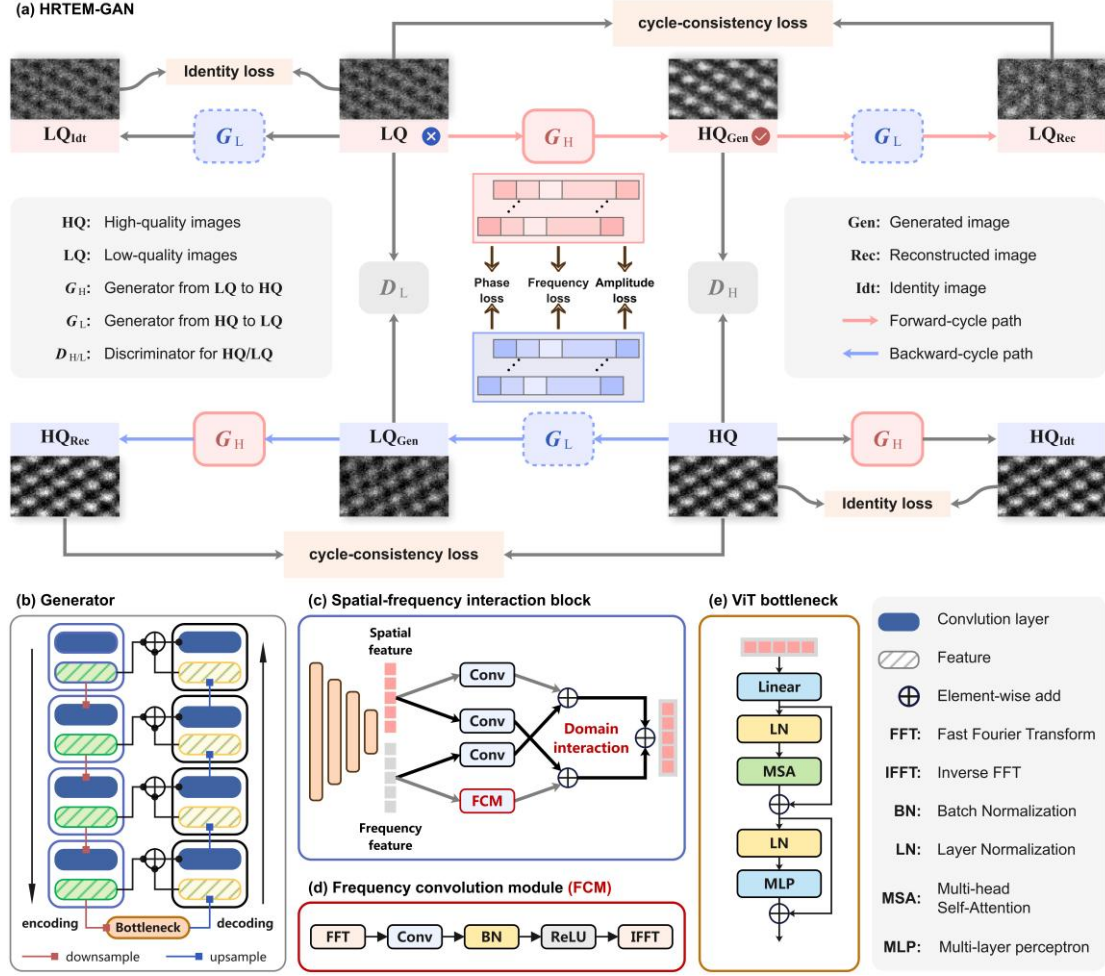 (a) HRTEM-GAN
cycle-consistency loss
Identity loss
LQIdt
GL
LQ
GH
HQGen
GL
LQRec
HQ: High-quality images
LQ: Low-quality images
GH: Generator from LQ to HQ
GL: Generator from HQ to LQ
DH/L: Discriminator for HQ/LQ
DL
Phase loss
Frequency loss
Amplitude loss
DH
Gen: Generated image
Rec: Reconstructed image
Idt: Identity image
Forward-cycle path
Backward-cycle path
HQRec
GH
LQGen
GL
HQ
GH
HQIdt
Identity loss
cycle-consistency loss
(b) Generator
encoding
Bottleneck
decoding
downsample
upsample
(c) Spatial-frequency interaction block
Spatial
feature
Conv
Conv
Conv
FCM
Domain
interaction
Frequency
feature
(d) Frequency convolution module (FCM)
FFT
Conv
BN
ReLU
IFFT
(e) ViT bottleneck
Linear
LN
MSA
LN
MLP
Convlution layer
Feature
Element-wise add
FFT: Fast Fourier Transform
IFFT: Inverse FFT
BN: Batch Normalization
LN: Layer Normalization
MSA: Multi-head
Self-Attention
MLP: Multi-layer perceptron